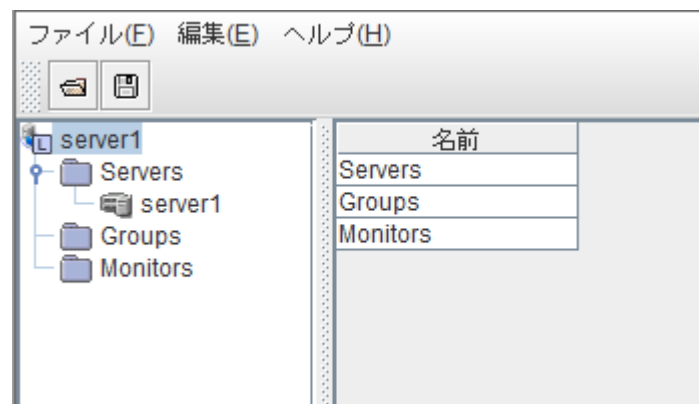 ファイル(F) 編集(E) ヘルプ(H)
server1
Servers
server1
Groups
Monitors
名前
Servers
Groups
Monitors